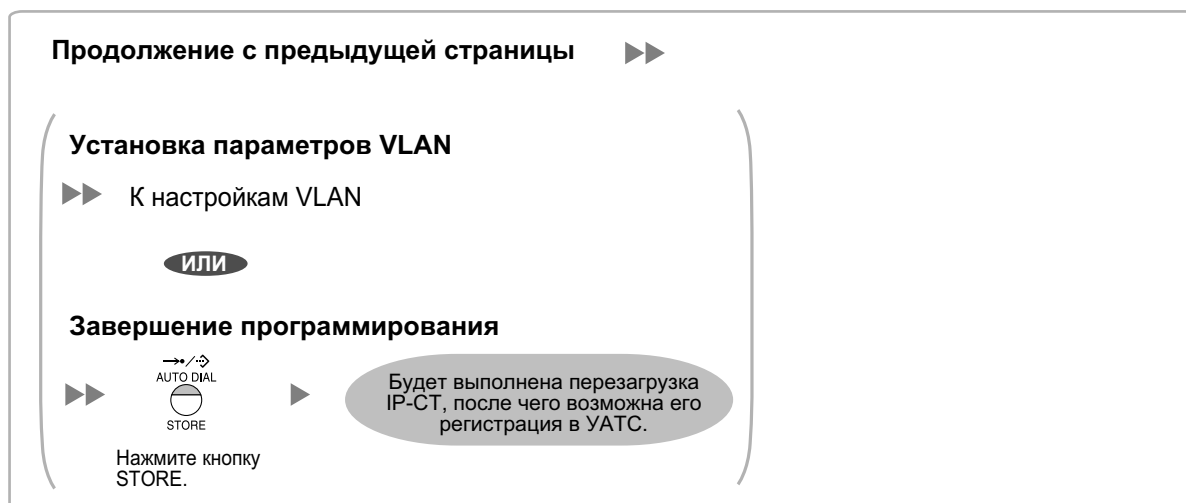 Продолжение с предыдущей страницы
Установка параметров VLAN
К настройкам VLAN
ИЛИ
Завершение программирования
AUTO DIAL
STORE
Нажмите кнопку
STORE.
Будет выполнена перезагрузка
IP-СТ, после чего возможна его
регистрация в УАТС.